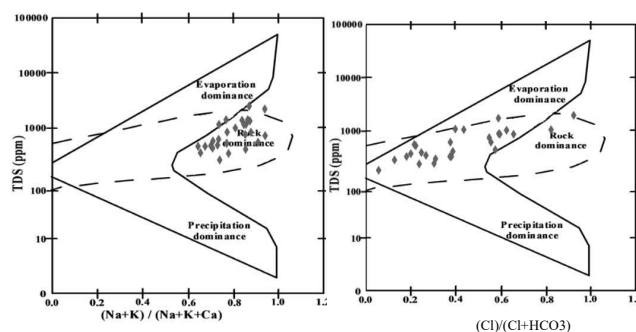 100000
10000
1000
100
10
0
TDS (ppm)
Evaporation
dominance
Rock
dominance
Precipitation
dominance
0.0 0.2 0.4 0.6 0.8 1.0 1.2
(Na+K) / (Na+K+Ca)
100000
10000
1000
100
10
0
TDS (ppm)
Evaporation
dominance
Rock
dominance
Precipitation
dominance
0.0 0.2 0.4 0.6 0.8 1.0
(Cl)/(Cl+HCO3)